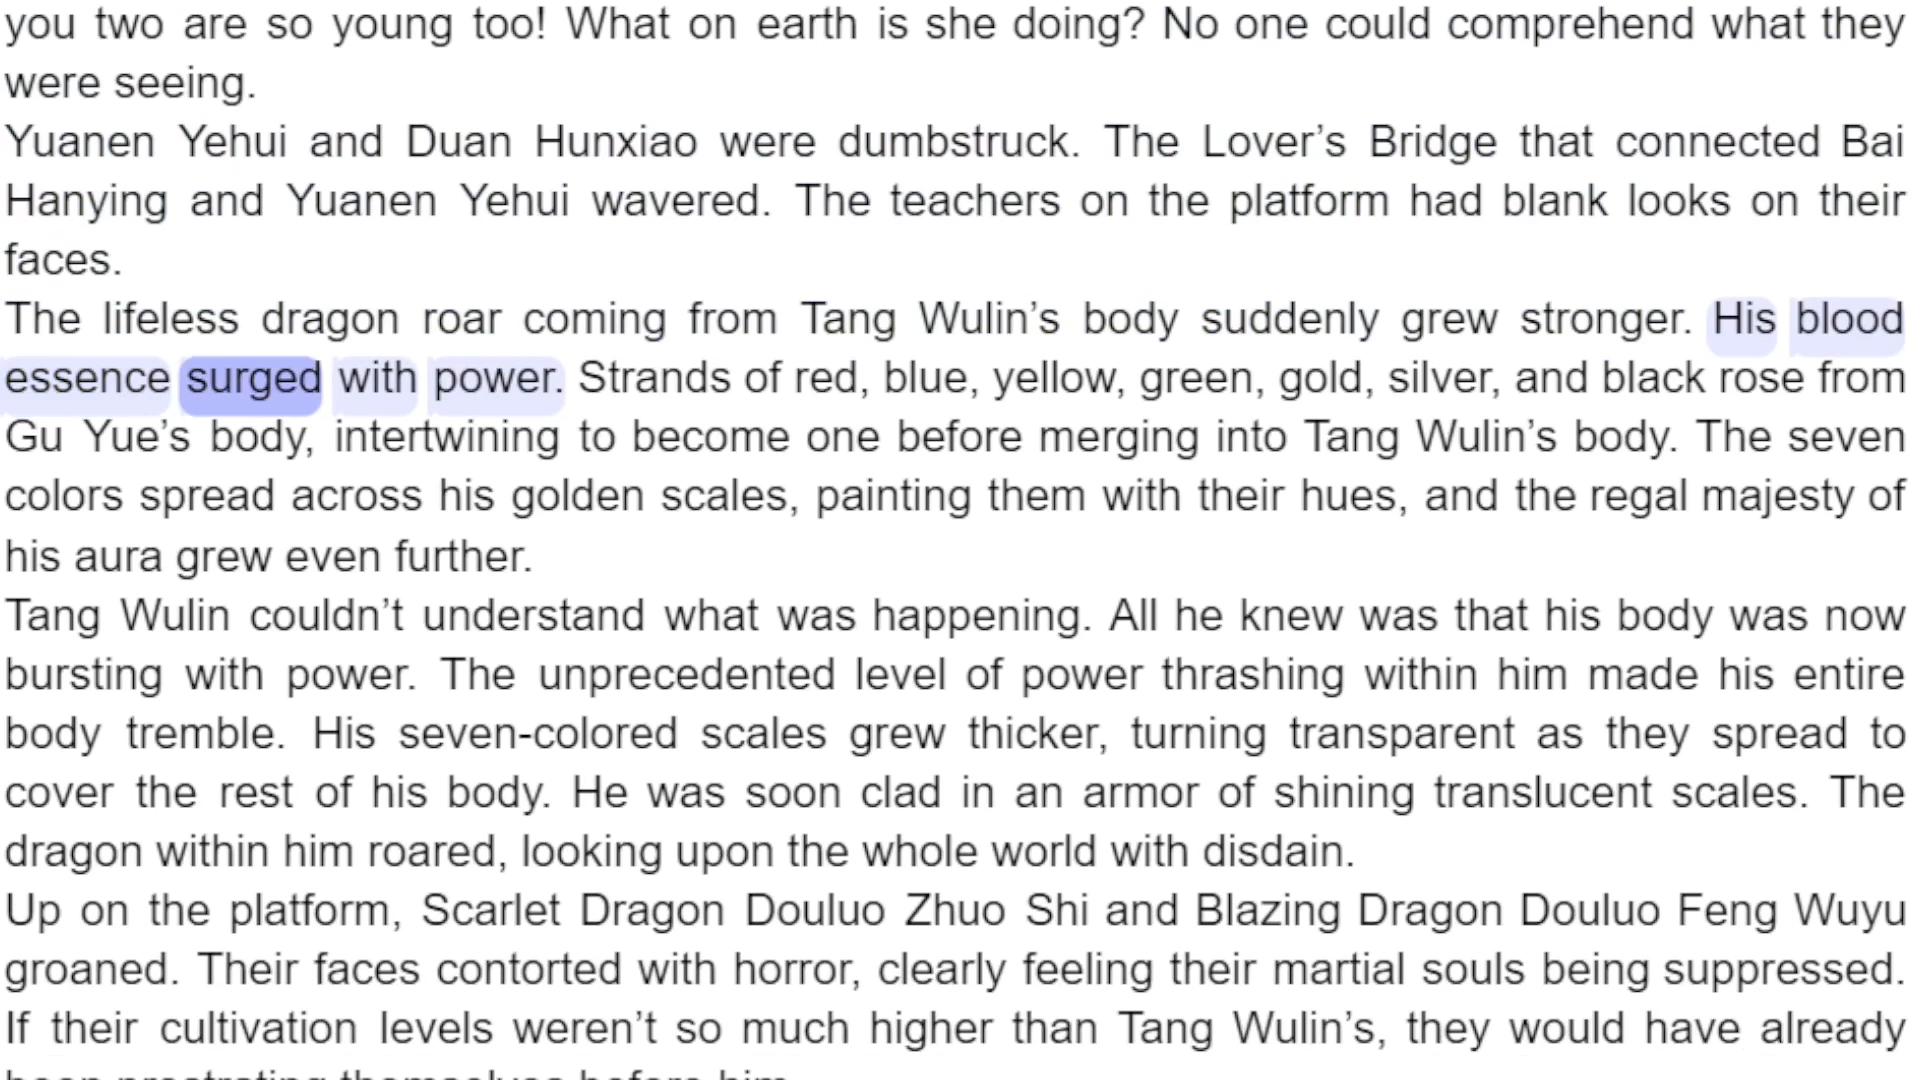 you two are so young too! What on earth is she doing? No one could comprehend what they
were seeing.
Yuanen Yehui and Duan Hunxiao were dumbstruck. The Lover’s Bridge that connected Bai
Hanying and Yuanen Yehui wavered. The teachers on the platform had blank looks on their
faces.
The lifeless dragon roar coming from Tang Wulin’s body suddenly grew stronger. His blood
essence surged with power. Strands of red, blue, yellow, green, gold, silver, and black rose from
Gu Yue’s body, intertwining to become one before merging into Tang Wulin’s body. The seven
colors spread across his golden scales, painting them with their hues, and the regal majesty of
his aura grew even further.
Tang Wulin couldn’t understand what was happening. All he knew was that his body was now
bursting with power. The unprecedented level of power thrashing within him made his entire
body tremble. His seven-colored scales grew thicker, turning transparent as they spread to
cover the rest of his body. He was soon clad in an armor of shining translucent scales. The
dragon within him roared, looking upon the whole world with disdain.
Up on the platform, Scarlet Dragon Douluo Zhuo Shi and Blazing Dragon Douluo Feng Wuyu
groaned. Their faces contorted with horror, clearly feeling their martial souls being suppressed.
If their cultivation levels weren’t so much higher than Tang Wulin’s, they would have already
been prostrating themselves before him.